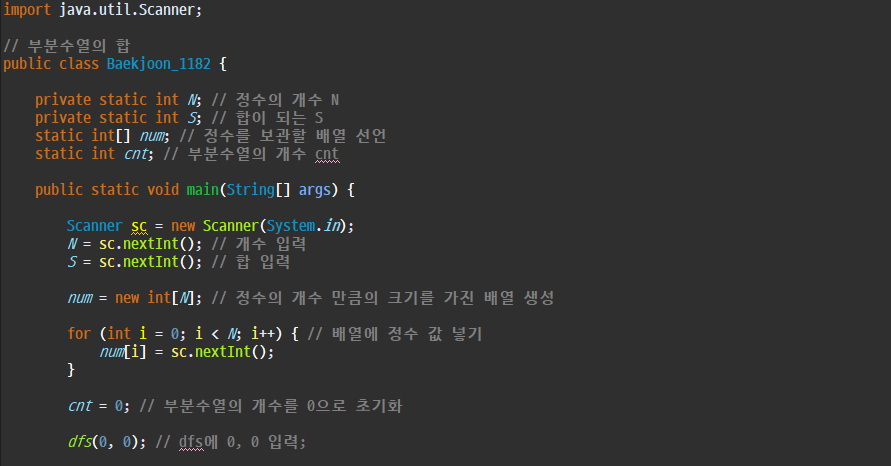 import java.util.Scanner;
// 부분수열의 합
public class Baekjoon_1182 {
private static int N; // 정수의 개수 N
private static int S; // 합이 되는 S
static int[] num; // 정수를 보관할 배열 선언
static int cnt; // 부분수열의 개수 cnt
public static void main(String[] args) {
Scanner sc = new Scanner(System.in);
N = sc.nextInt(); // 개수 입력
S = sc.nextInt(); // 합 입력
num = new int[N]; // 정수의 개수 만큼의 크기를 가진 배열 생성
for (int i = 0; i < N; i++) { // 배열에 정수 값 넣기
num[i] = sc.nextInt();
}
cnt = 0; // 부분수열의 개수를 0으로 초기화
dfs(0, 0); // dfs에 0, 0 입력;